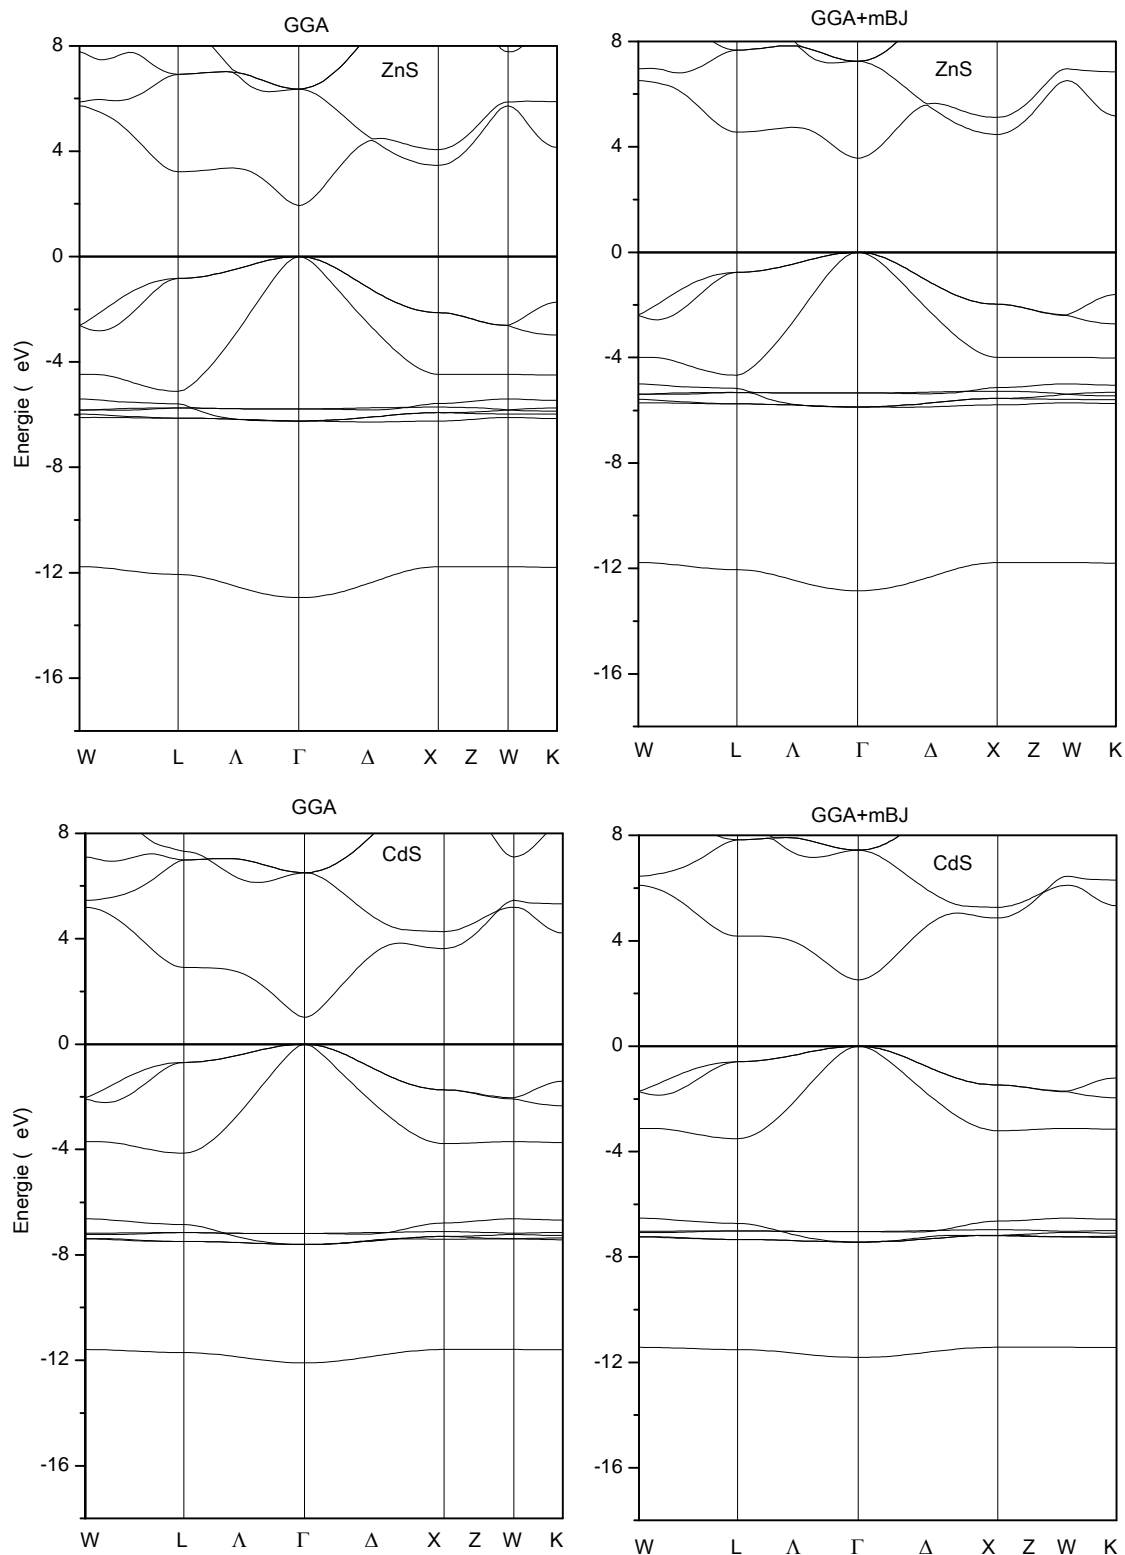 GGA
GGA+mBJ
8
4
0
-4
-8
-12
-16
Energie ( eV)
ZnS
W L Λ Γ Δ X Z W K
8
4
0
-4
-8
-12
-16
ZnS
W L Λ Γ Δ X Z W K
GGA
GGA+mBJ
8
4
0
-4
-8
-12
-16
Energie ( eV)
CdS
W L Λ Γ Δ X Z W K
8
4
0
-4
-8
-12
-16
CdS
W L Λ Γ Δ X Z W K